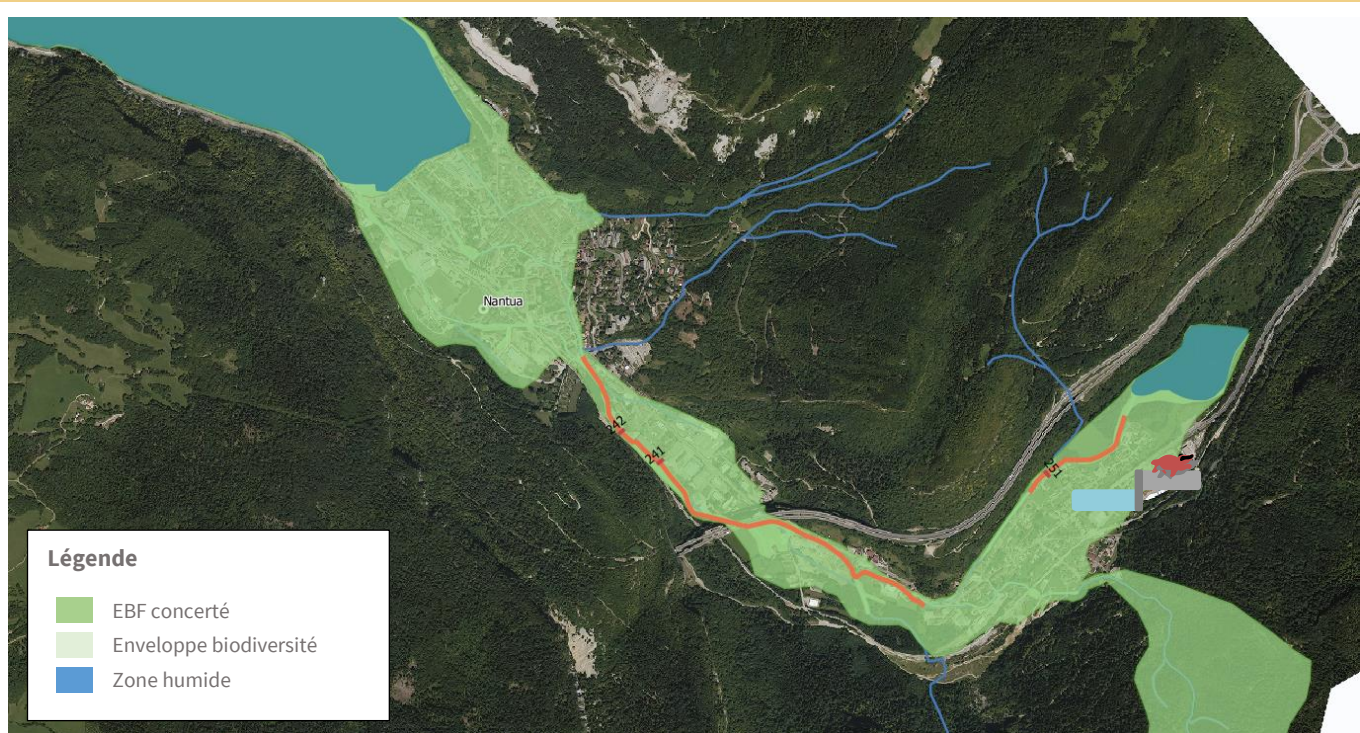 Nantua
242
241
251
Légende
EBF concerté
Enveloppe biodiversité
Zone humide